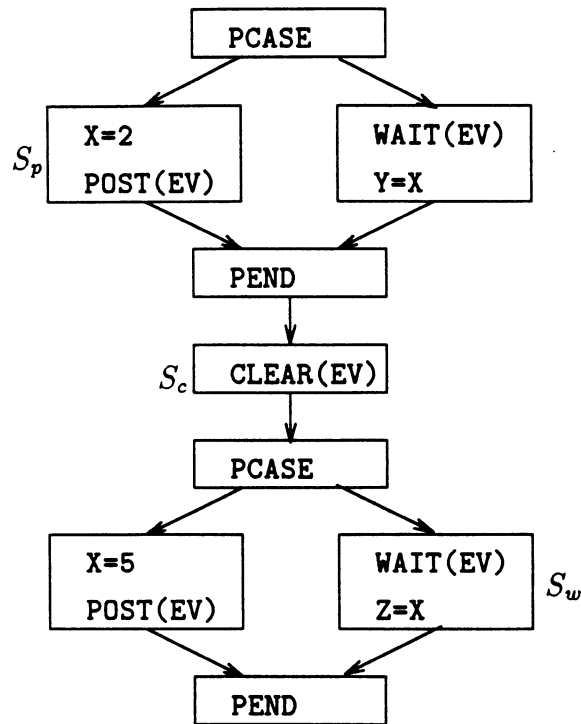 PCASE
X=2
POST(EV)
S_p
WAIT(EV)
Y=X
PEND
S_c
CLEAR(EV)
PCASE
X=5
POST(EV)
WAIT(EV)
Z=X
S_w
PEND